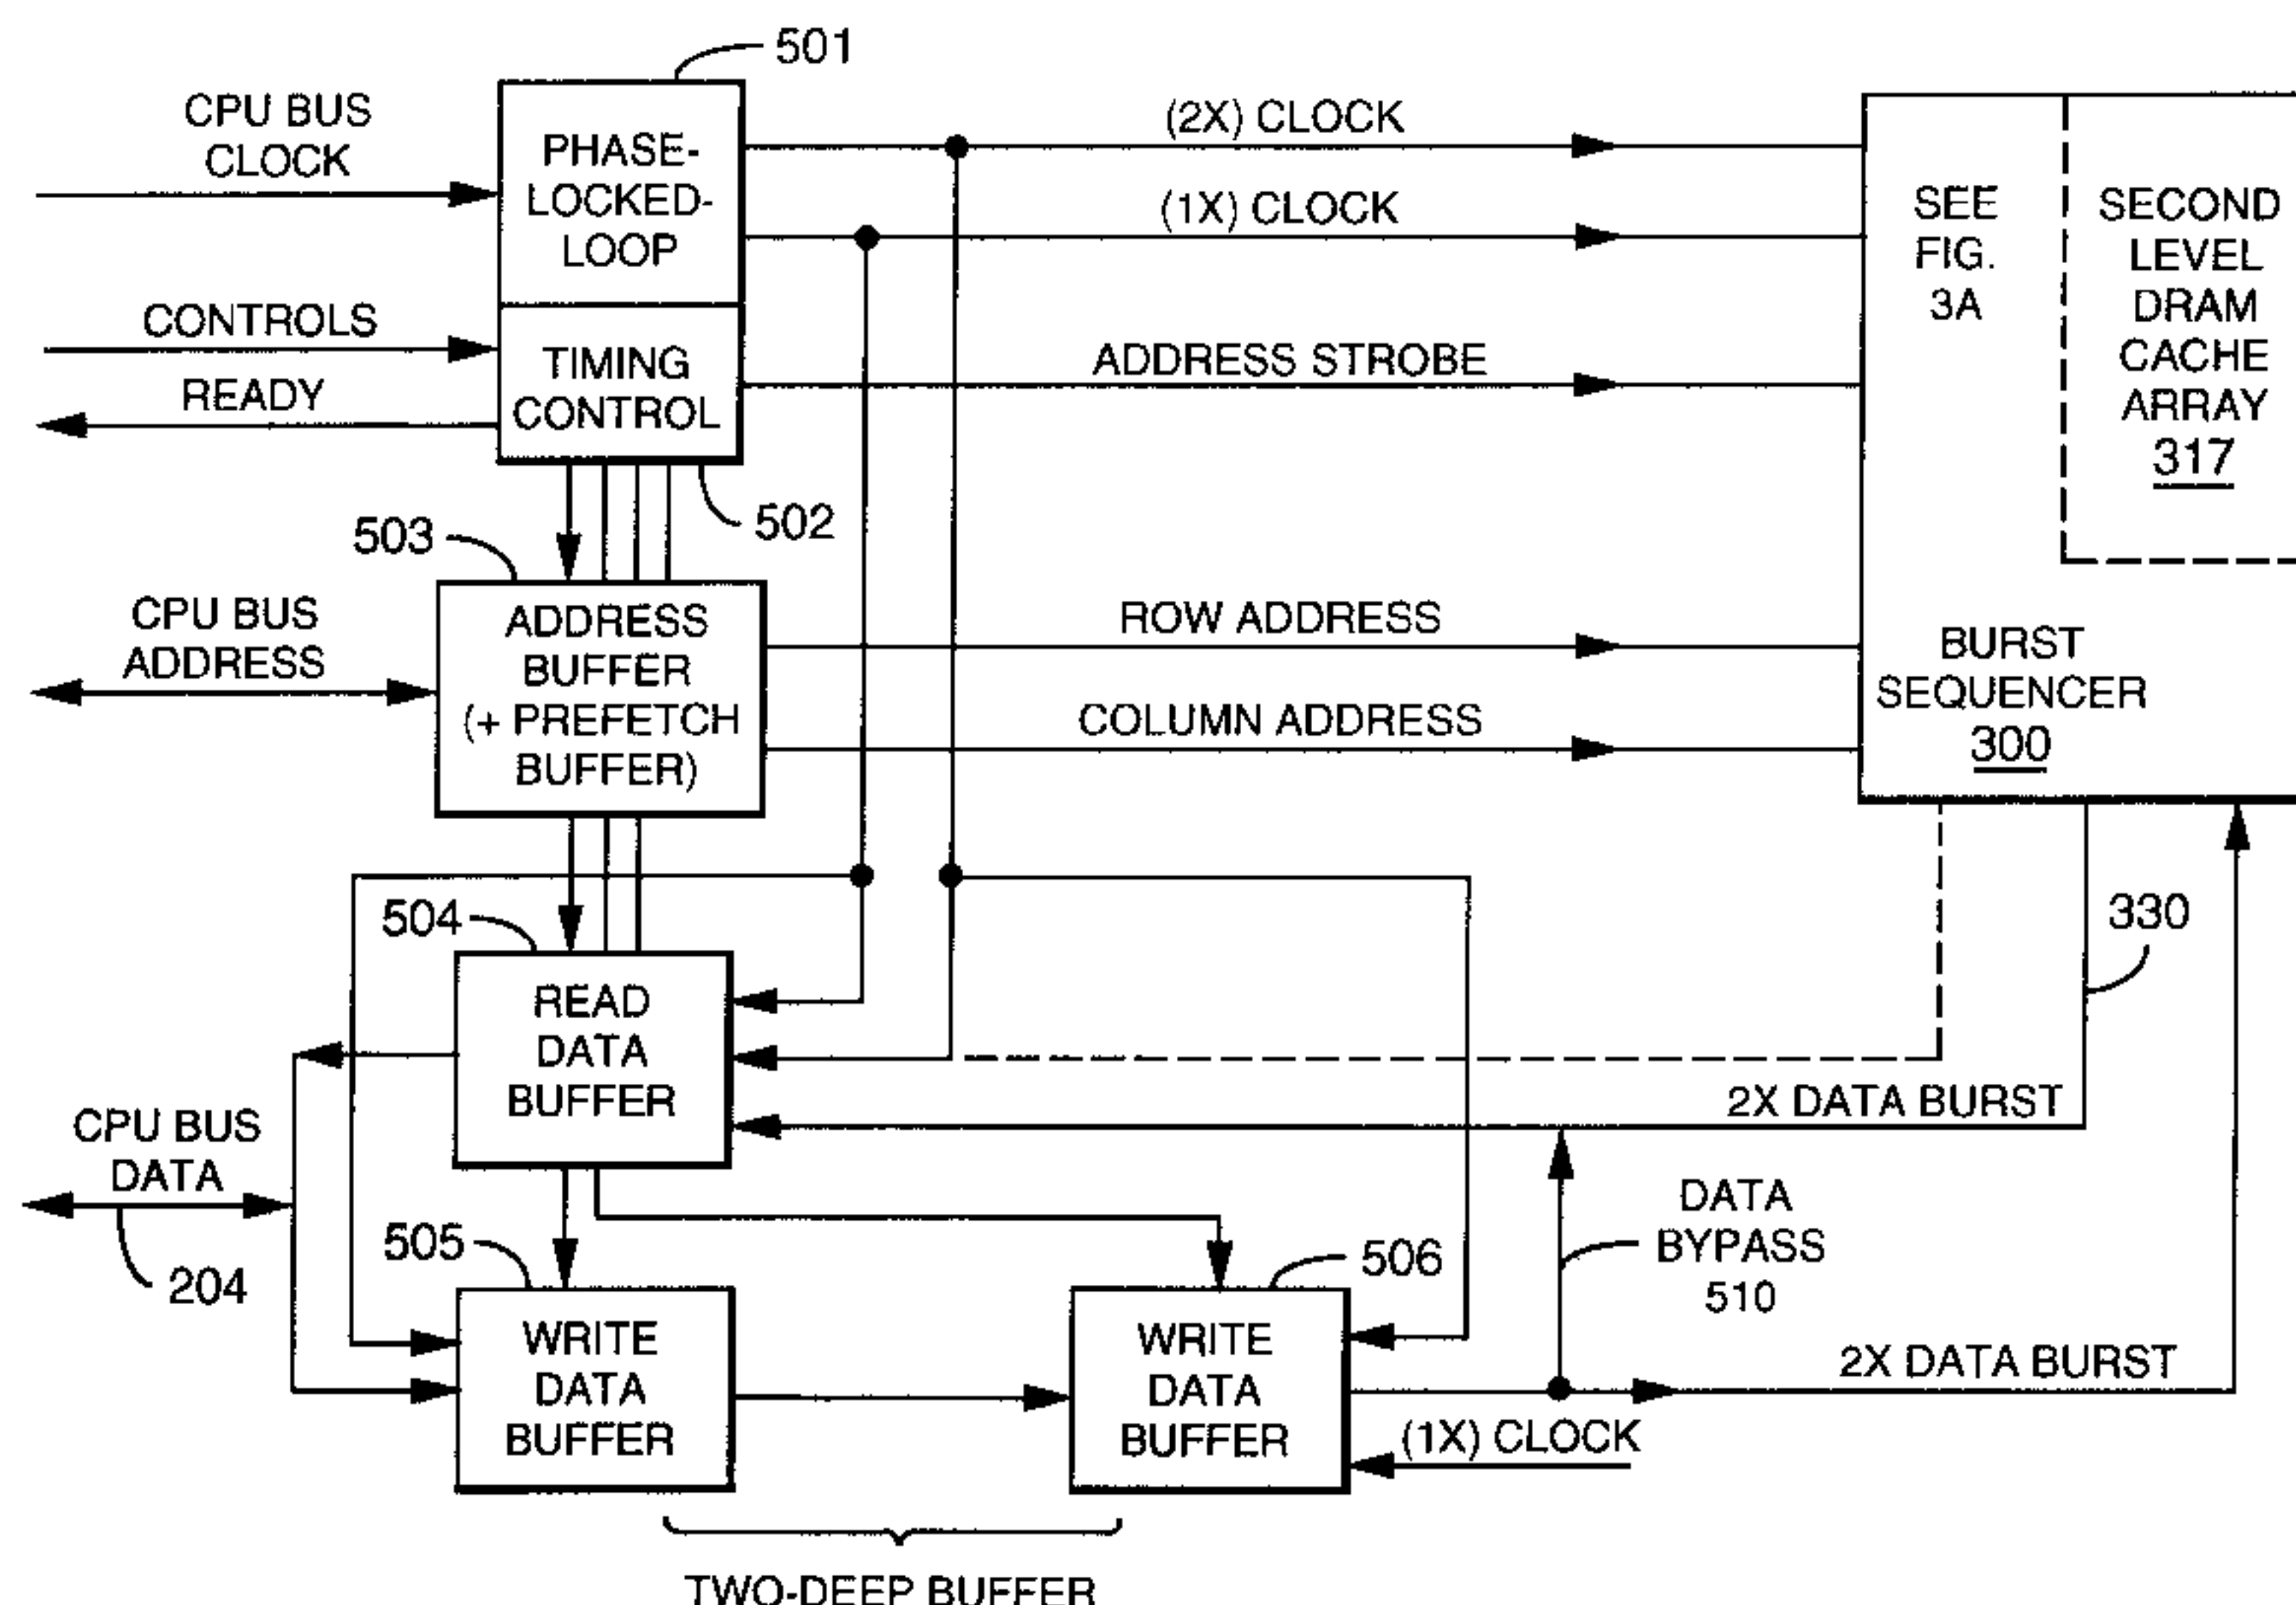 501
CPU BUS
CLOCK
PHASE-
LOCKED-
LOOP
(2X) CLOCK
(1X) CLOCK
SEE
FIG.
3A
SECOND
LEVEL
DRAM
CACHE
ARRAY
317
CONTROLS
READY
TIMING
CONTROL
ADDRESS STROBE
502
503
CPU BUS
ADDRESS
ADDRESS
BUFFER
(+ PREFETCH
BUFFER)
ROW ADDRESS
COLUMN ADDRESS
BURST
SEQUENCER
300
504
330
READ
DATA
BUFFER
2X DATA BURST
CPU BUS
DATA
204
DATA
BYPASS
510
505
506
WRITE
DATA
BUFFER
WRITE
DATA
BUFFER
2X DATA BURST
(1X) CLOCK
TWO-DEEP BUFFER